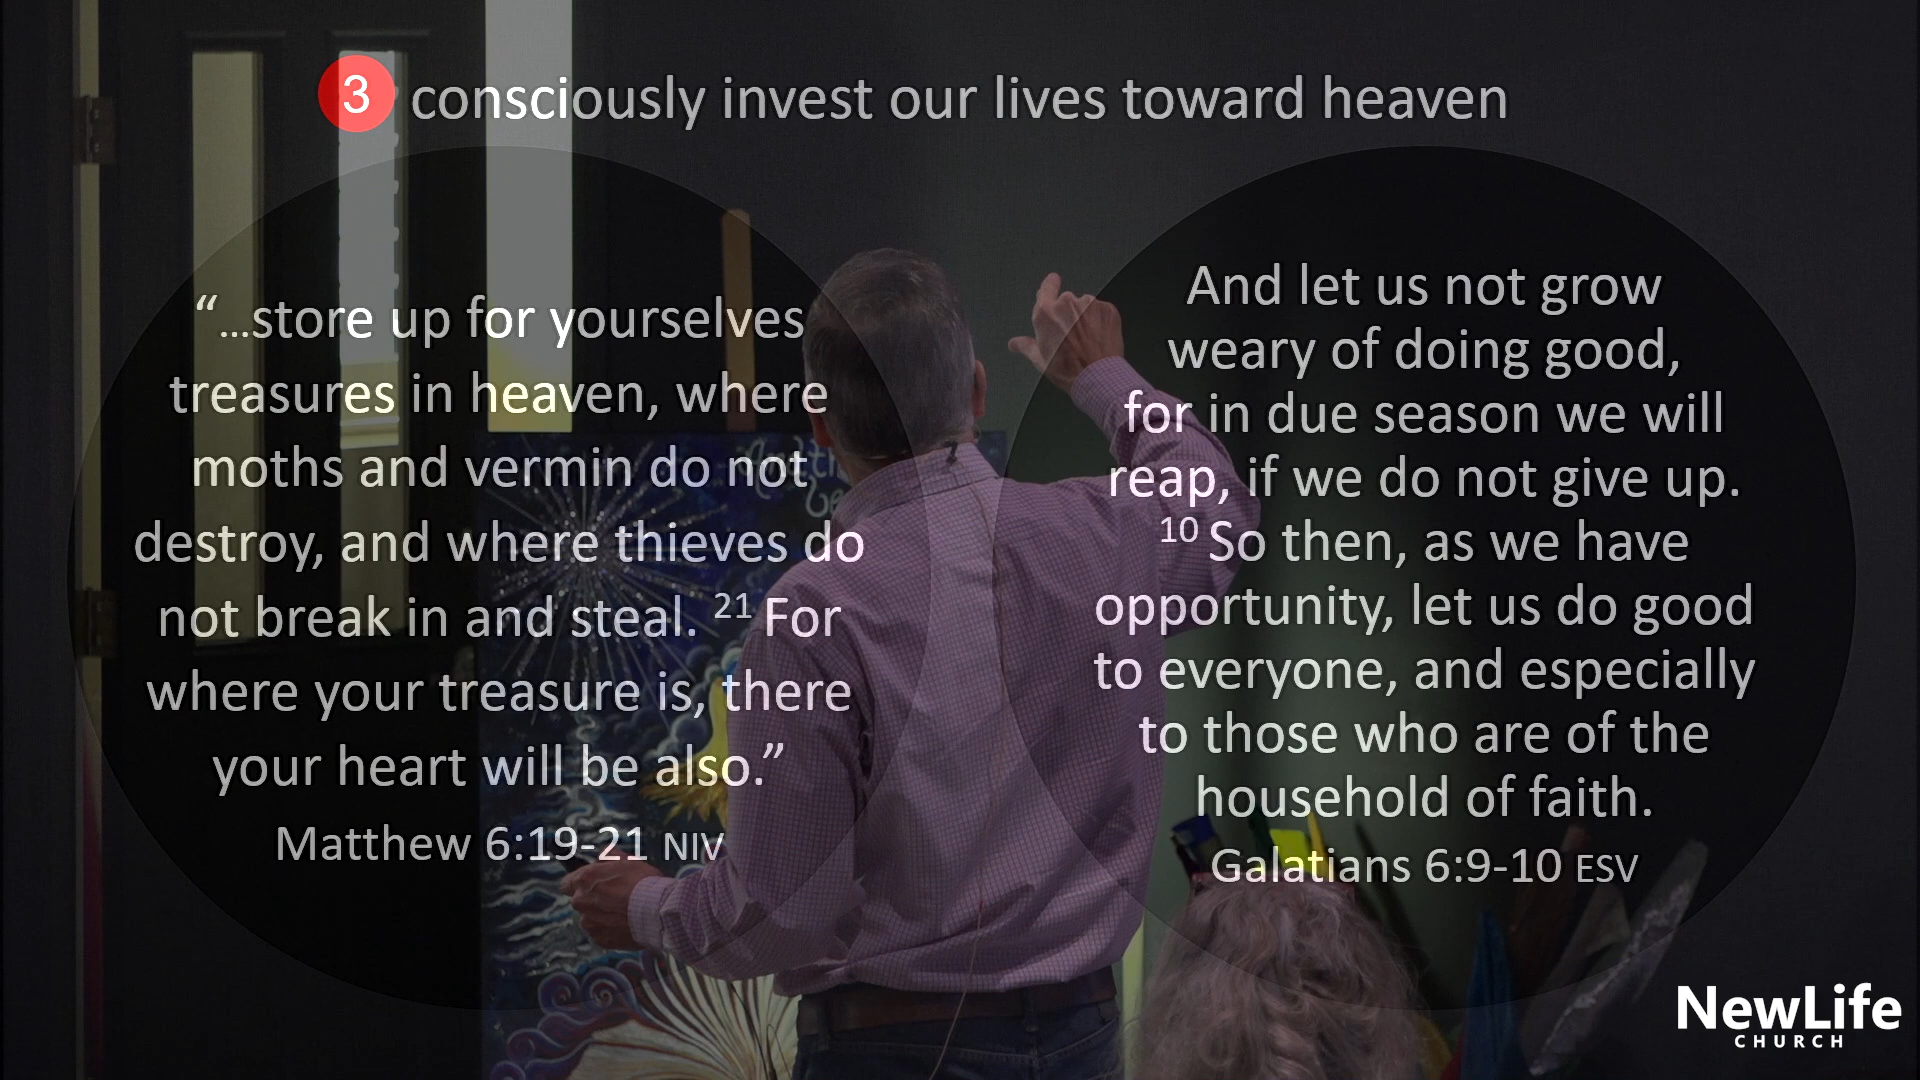 3 consciously invest our lives toward heaven
“…store up for yourselves
treasures in heaven, where
moths and vermin do not
destroy, and where thieves do
not break in and steal. 21 For
where your treasure is, there
your heart will be also.”
Matthew 6:19-21 NIV
And let us not grow
weary of doing good,
for in due season we will
reap, if we do not give up.
10 So then, as we have
opportunity, let us do good
to everyone, and especially
to those who are of the
household of faith.
Galatians 6:9-10 ESV
NewLife
CHURCH